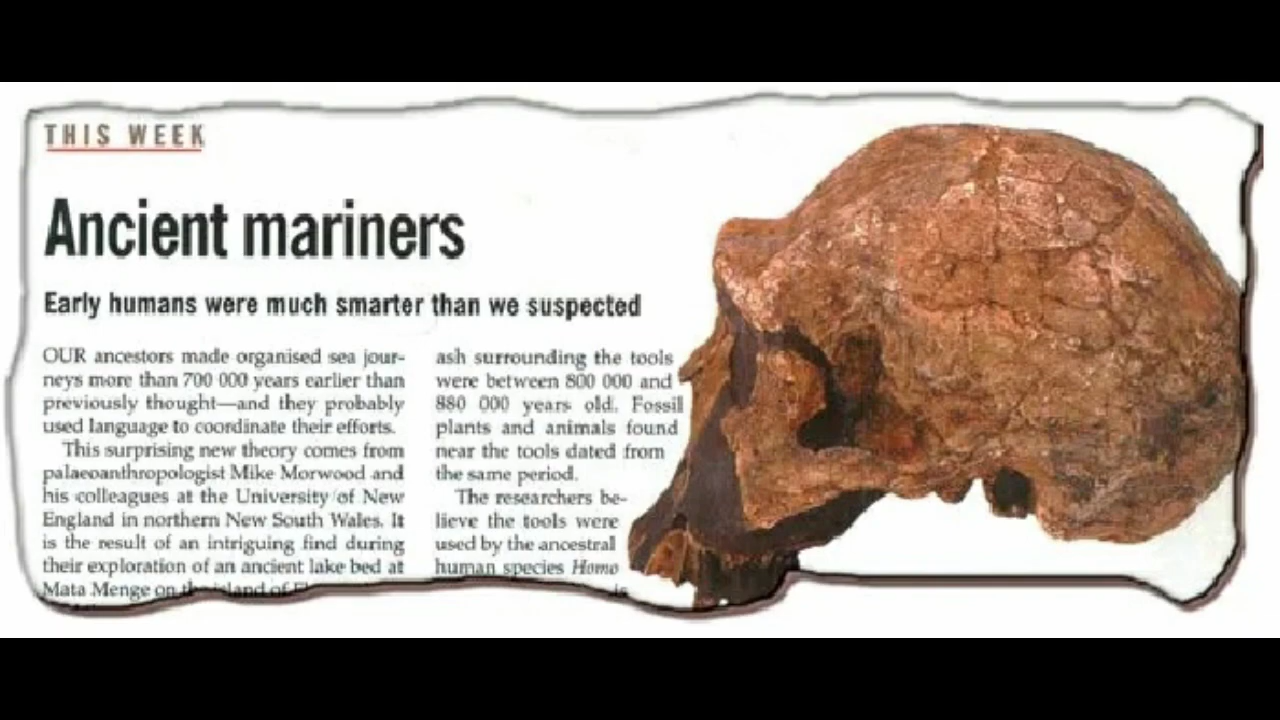 THIS WEEK
Ancient mariners
Early humans were much smarter than we suspected
OUR ancestors made organised sea jour-
neys more than 700 000 years earlier than
previously thought—and they probably
used language to coordinate their efforts.
This surprising new theory comes from
palaeoanthropologist Mike Morwood and
his colleagues at the University of New
England in northern New South Wales. It
is the result of an intriguing find during
their exploration of an ancient lake bed at
Mata Menge on the island of
ash surrounding the tools
were between 800 000 and
880 000 years old. Fossil
plants and animals found
near the tools dated from
the same period.
The researchers be-
lieve the tools were
used by the ancestral
human species Homo
is